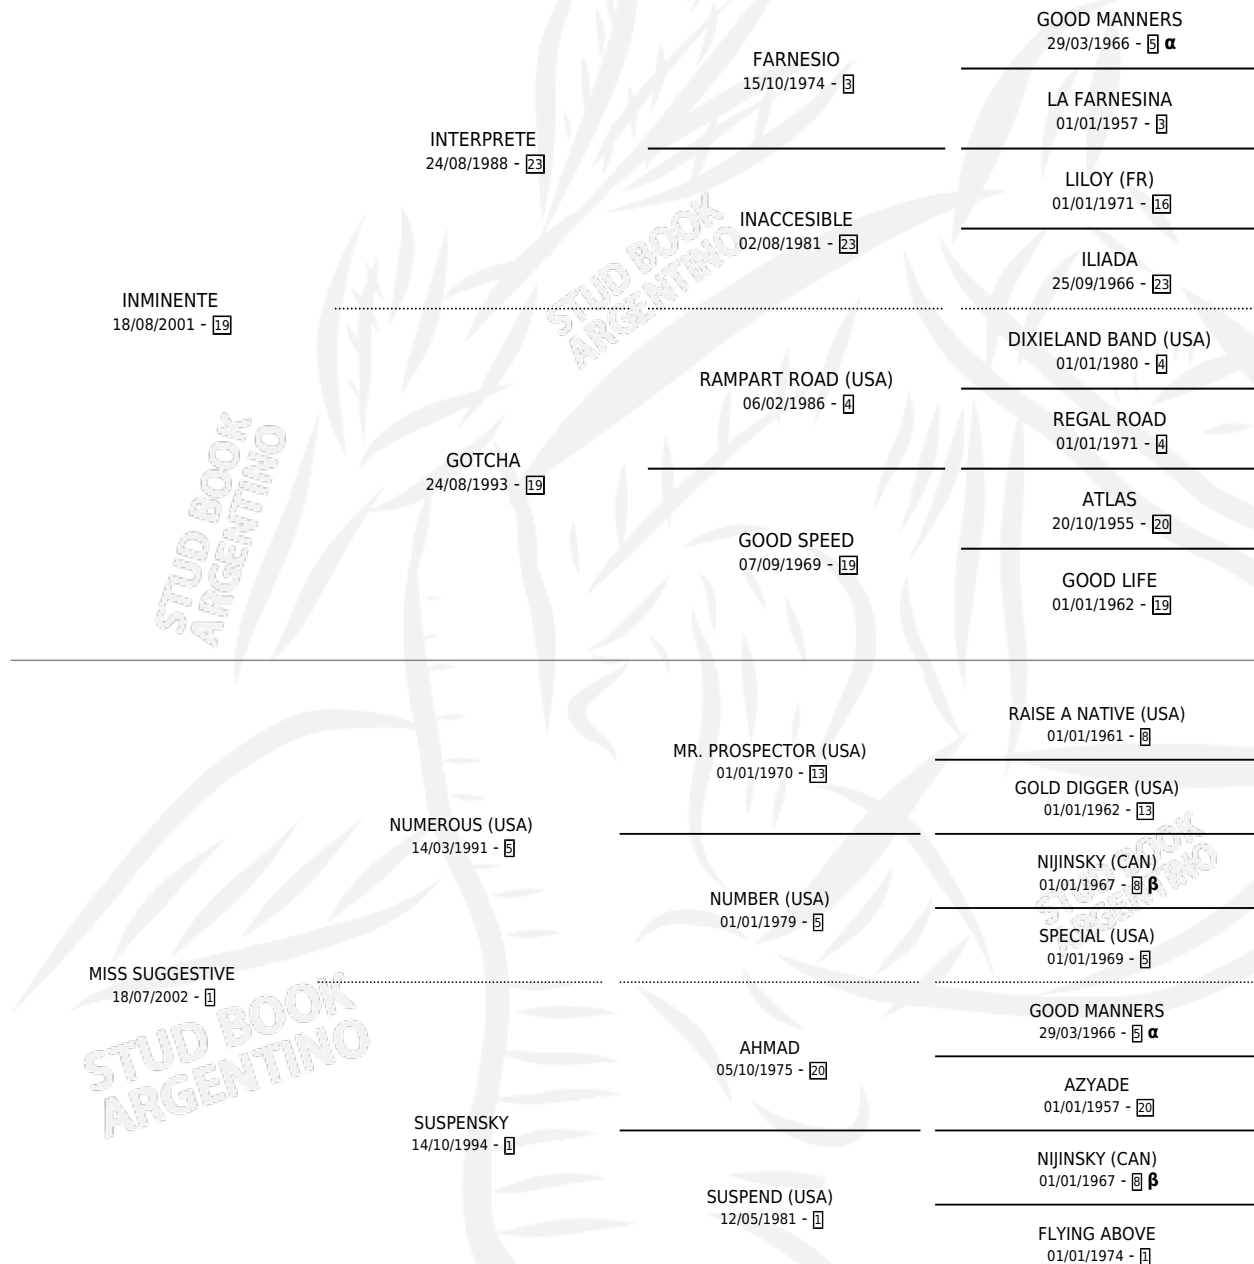 GOOD MANNERS
29/03/1966 - 5 α
FARNESIO
15/10/1974 - 3
LA FARNESINA
01/01/1957 - 3
INTERPRETE
24/08/1988 - 23
LILOY (FR)
01/01/1971 - 16
INACCESIBLE
02/08/1981 - 23
ILIADA
25/09/1966 - 23
INMINENTE
18/08/2001 - 19
DIXIELAND BAND (USA)
01/01/1980 - 4
RAMPART ROAD (USA)
06/02/1986 - 4
REGAL ROAD
01/01/1971 - 4
GOTCHA
24/08/1993 - 19
ATLAS
20/10/1955 - 20
GOOD SPEED
07/09/1969 - 19
GOOD LIFE
01/01/1962 - 19
RAISE A NATIVE (USA)
01/01/1961 - 8
MR. PROSPECTOR (USA)
01/01/1970 - 13
GOLD DIGGER (USA)
01/01/1962 - 13
NUMEROUS (USA)
14/03/1991 - 5
NIJINSKY (CAN)
01/01/1967 - 8 β
NUMBER (USA)
01/01/1979 - 5
SPECIAL (USA)
01/01/1969 - 5
MISS SUGGESTIVE
18/07/2002 - 1
GOOD MANNERS
29/03/1966 - 5 α
AHMAD
05/10/1975 - 20
AZYADE
01/01/1957 - 20
SUSPENSKY
14/10/1994 - 1
NIJINSKY (CAN)
01/01/1967 - 8 β
SUSPEND (USA)
12/05/1981 - 1
FLYING ABOVE
01/01/1974 - 1
STUD BOOK
ARGENTINO
STUD BOOK
ARGENTINO
STUD BOOK
ARGENTINO
STUD BOOK
ARGENTINO